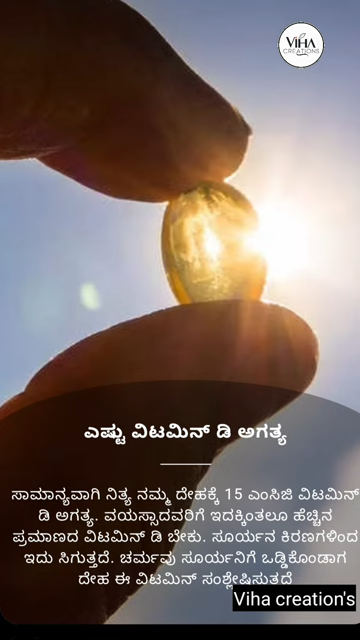 ViHA
CREATIONS
ಎಷ್ಟು ವಿಟಮಿನ್ ಡಿ ಅಗತ್ಯ
ಸಾಮಾನ್ಯವಾಗಿ ನಿತ್ಯ ನಮ್ಮ ದೇಹಕ್ಕೆ 15 ಎಂಸಿಜಿ ವಿಟಮಿನ್
ಡಿ ಅಗತ್ಯ. ವಯಸ್ಸಾದವರಿಗೆ ಇದಕ್ಕಿಂತಲೂ ಹೆಚ್ಚಿನ
ಪ್ರಮಾಣದ ವಿಟಮಿನ್ ಡಿ ಬೇಕು. ಸೂರ್ಯನ ಕಿರಣಗಳಿಂದ
ಇದು ಸಿಗುತ್ತದೆ. ಚರ್ಮವು ಸೂರ್ಯನಿಗೆ ಒಡ್ಡಿಕೊಂಡಾಗ
ದೇಹ ಈ ವಿಟಮಿನ್ ಸಂಶ್ಲೇಷಿಸುತ್ತದೆ
Viha creation's